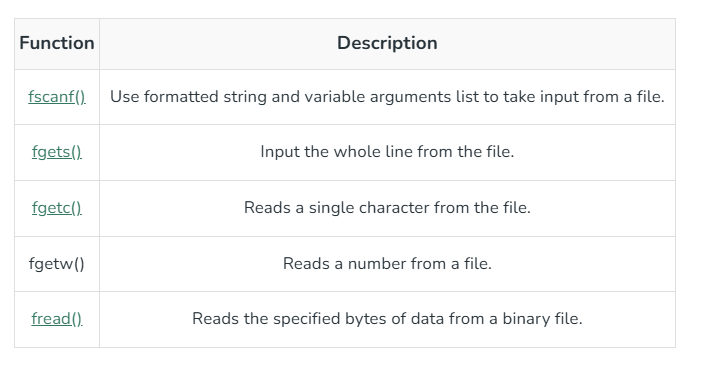 Function Description
fscanf() Use formatted string and variable arguments list to take input from a file.
fgets() Input the whole line from the file.
fgetc() Reads a single character from the file.
fgetw() Reads a number from a file.
fread() Reads the specified bytes of data from a binary file.